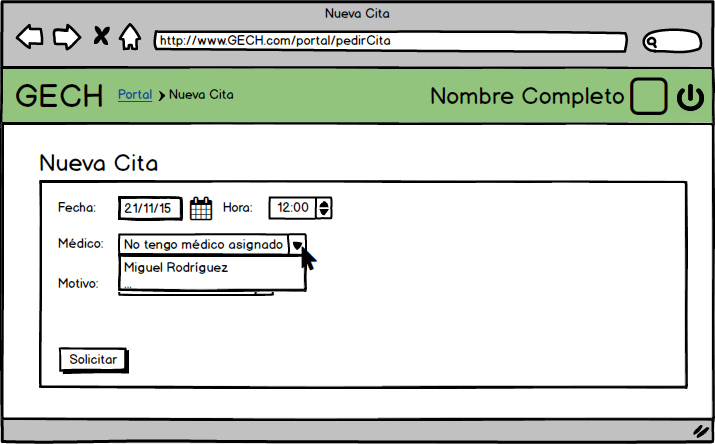 Nueva Cita
http://www.GECH.com/portal/pedirCita
GECH Portal Nueva Cita Nombre Completo
Nueva Cita
Fecha: 21/11/15 Hora: 12:00
Médico: No tengo médico asignado
Miguel Rodríguez
Motivo: ...
Solicitar